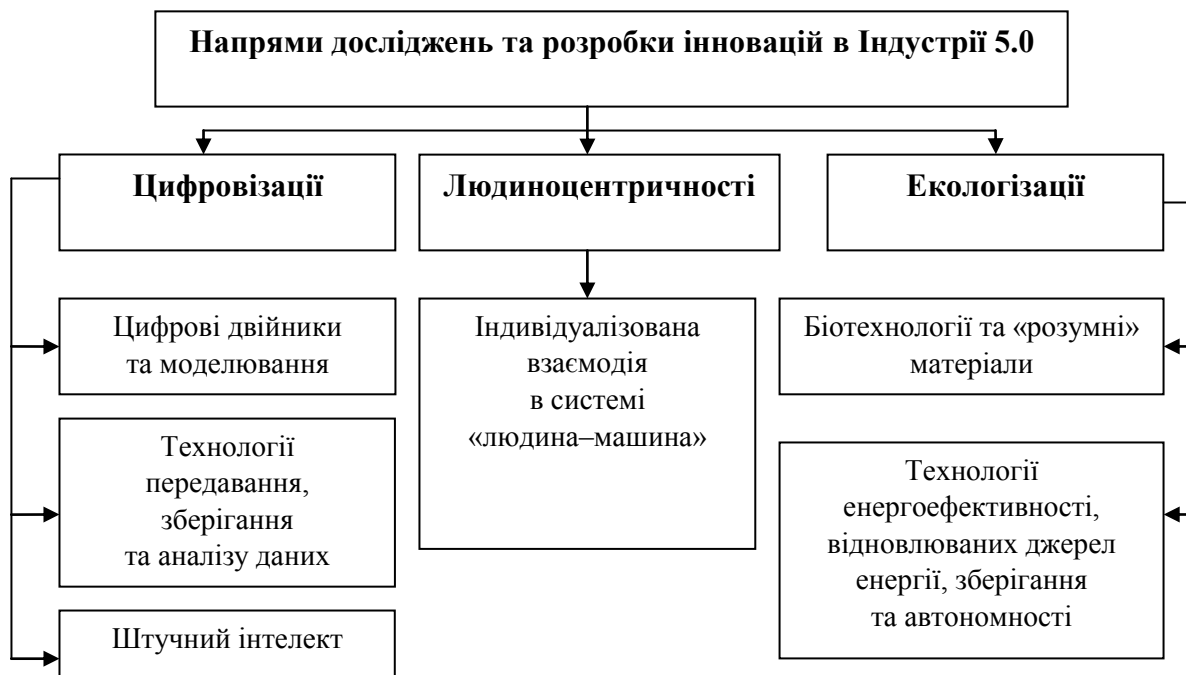 Напрями досліджень та розробки інновацій в Індустрії 5.0
Цифровізації
Людиноцентричності
Екологізації
Цифрові двійники
та моделювання
Технології
передавання,
зберігання
та аналізу даних
Штучний інтелект
Індивідуалізована
взаємодія
в системі
«людина–машина»
Біотехнології та «розумні»
матеріали
Технології
енергоефективності,
відновлюваних джерел
енергії, зберігання
та автономності